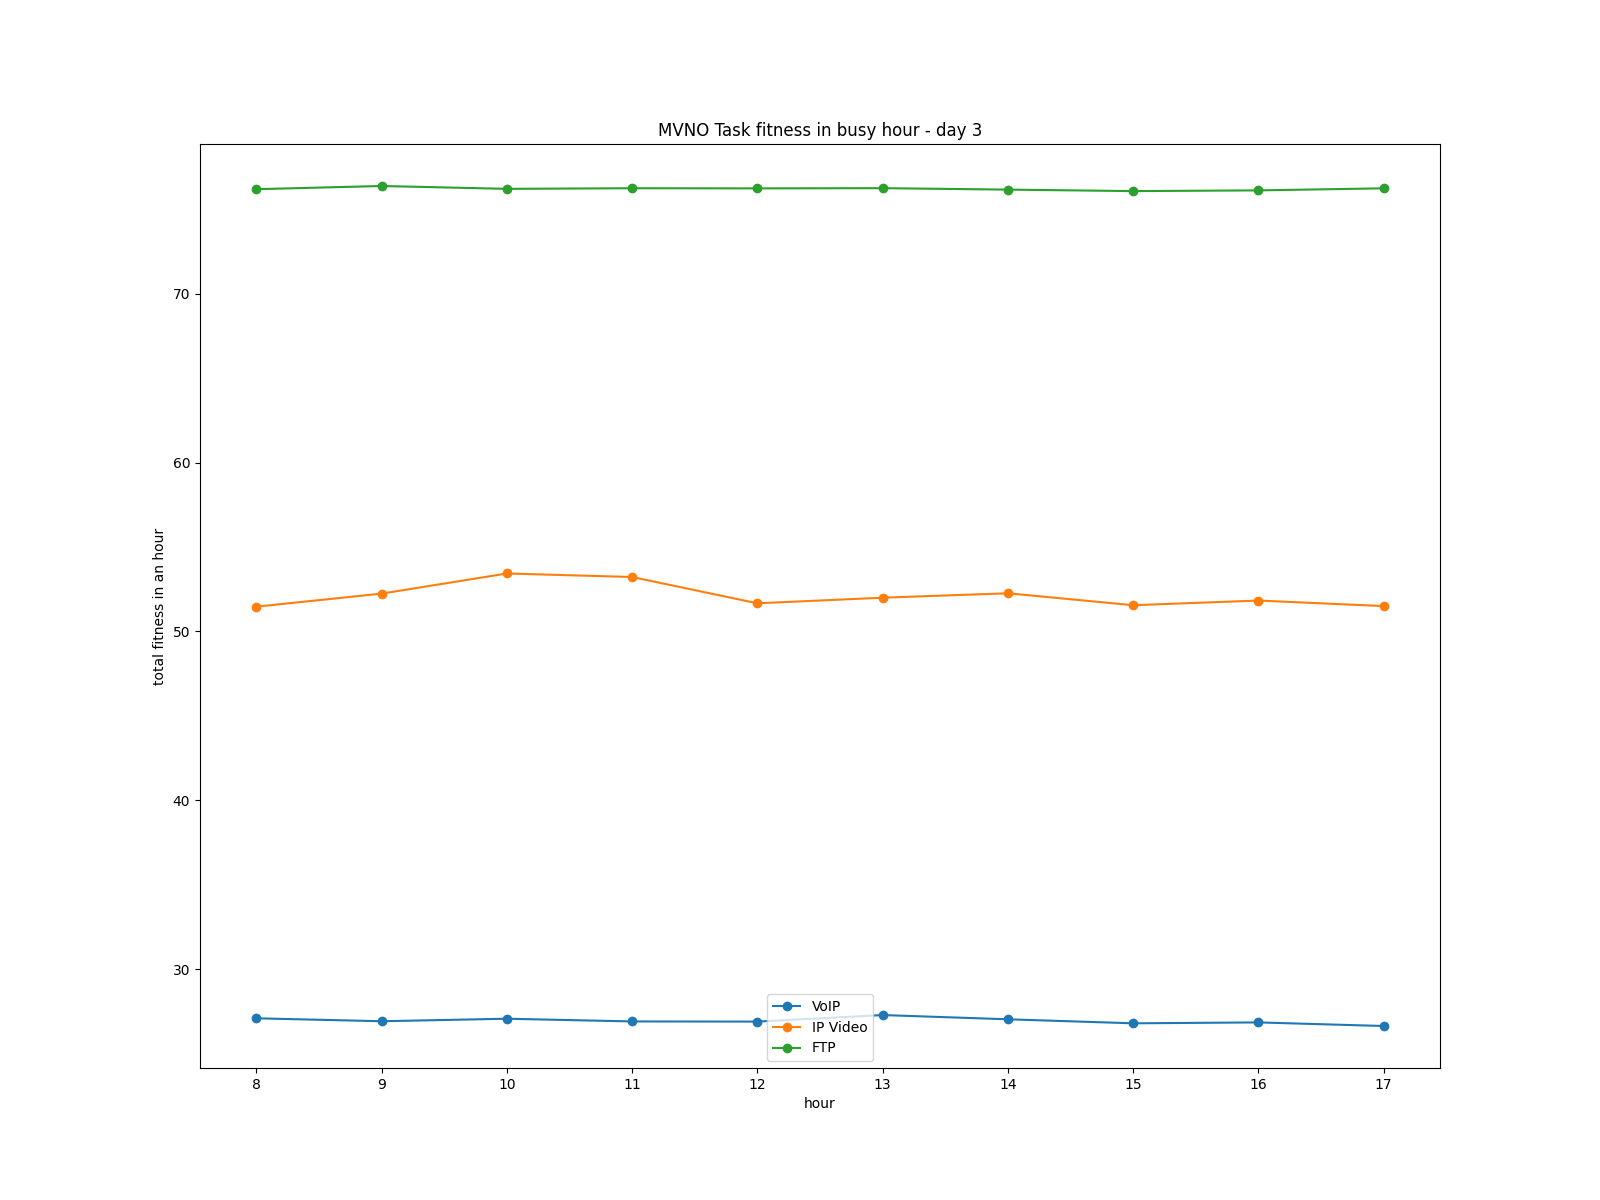 MVNO Task fitness in busy hour - day 3
total fitness in an hour
70
60
50
40
30
VoIP
IP Video
FTP
8 9 10 11 12 13 14 15 16 17
hour